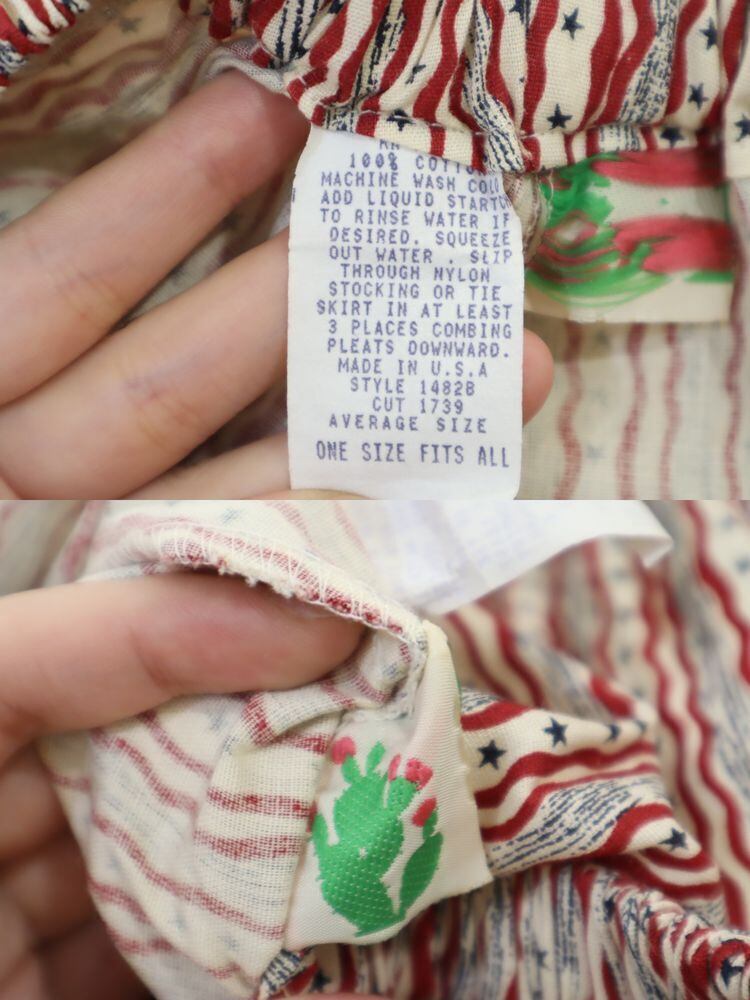 RN
100% COTTO
MACHINE WASH COLD
ADD LIQUID STARTC
TO RINSE WATER IF
DESIRED. SQUEEZE
OUT WATER . SLIP
THROUGH NYLON
STOCKING OR TIE
SKIRT IN AT LEAST
3 PLACES COMBING
PLEATS DOWNWARD.
MADE IN U.S.A
STYLE 1482B
CUT 1739
AVERAGE SIZE
ONE SIZE FITS ALL